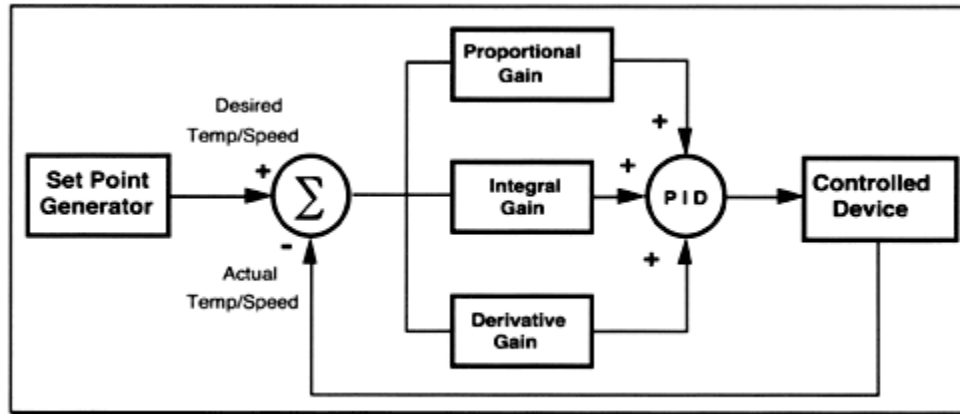 Proportional
Gain
Desired
Temp/Speed
+
+
+
Set Point
Generator
Σ
Integral
Gain
P I D
Controlled
Device
-
+
Actual
Temp/Speed
Derivative
Gain